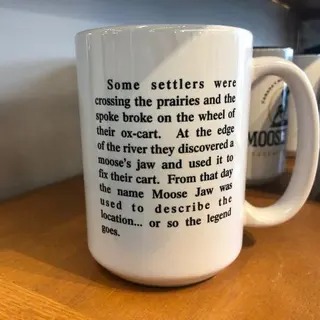 Some settlers were
crossing the prairies and the
spoke broke on the wheel of
their ox-cart. At the edge
of the river they discovered a
moose's jaw and used it to
fix their cart. From that day
the name Moose Jaw was
used to describe the
location... or so the legend
goes.
MOOSE